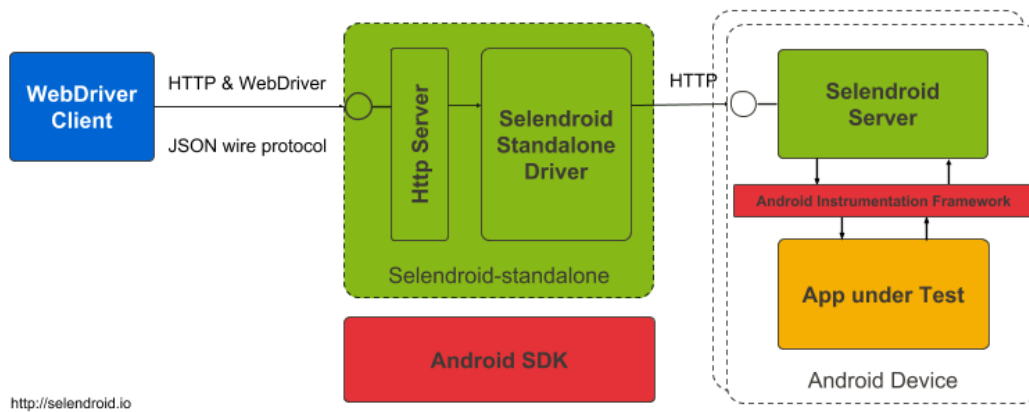 WebDriver
Client
HTTP & WebDriver
JSON wire protocol
Http Server
Selendroid
Standalone
Driver
Selendroid-standalone
Android SDK
HTTP
Selendroid
Server
Android Instrumentation Framework
App under Test
Android Device
http://selendroid.io